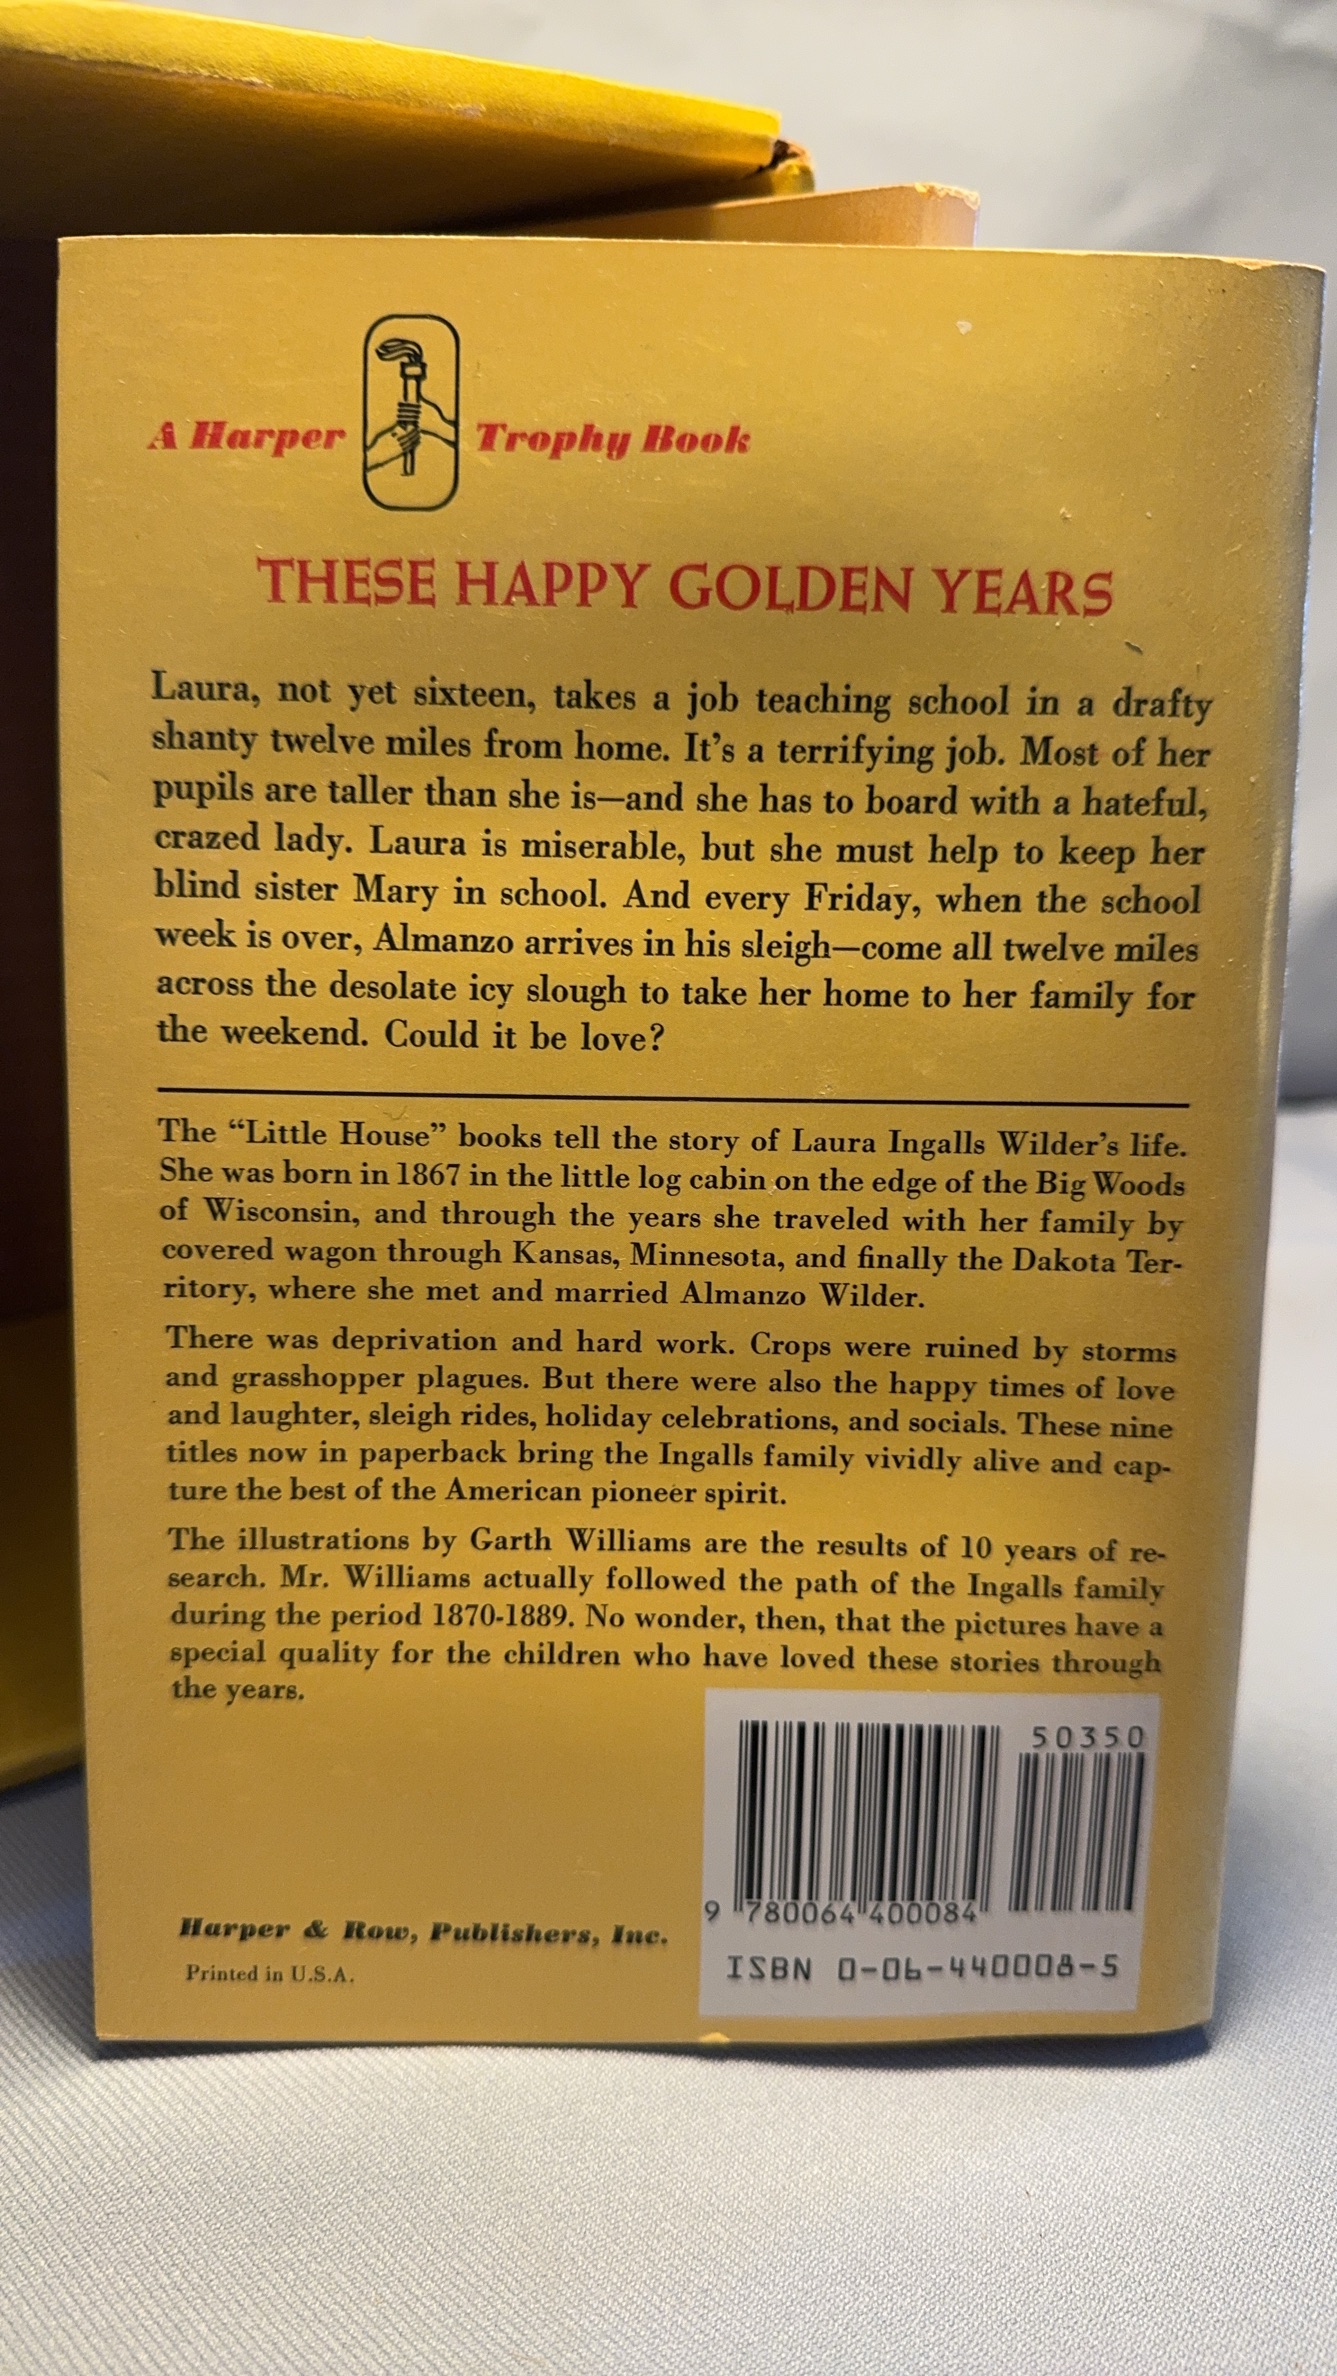 A Harper Trophy Book
THESE HAPPY GOLDEN YEARS
Laura, not yet sixteen, takes a job teaching school in a drafty
shanty twelve miles from home. It's a terrifying job. Most of her
pupils are taller than she is—and she has to board with a hateful,
crazed lady. Laura is miserable, but she must help to keep her
blind sister Mary in school. And every Friday, when the school
week is over, Almanzo arrives in his sleigh—come all twelve miles
across the desolate icy slough to take her home to her family for
the weekend. Could it be love?
The “Little House” books tell the story of Laura Ingalls Wilder's life.
She was born in 1867 in the little log cabin on the edge of the Big Woods
of Wisconsin, and through the years she traveled with her family by
covered wagon through Kansas, Minnesota, and finally the Dakota Ter-
ritory, where she met and married Almanzo Wilder.
There was deprivation and hard work. Crops were ruined by storms
and grasshopper plagues. But there were also the happy times of love
and laughter, sleigh rides, holiday celebrations, and socials. These nine
titles now in paperback bring the Ingalls family vividly alive and cap-
ture the best of the American pioneer spirit.
The illustrations by Garth Williams are the results of 10 years of re-
search. Mr. Williams actually followed the path of the Ingalls family
during the period 1870-1889. No wonder, then, that the pictures have a
special quality for the children who have loved these stories through
the years.
50350
9 780064 400084
ISBN 0-06-440008-5
Harper & Row, Publishers, Inc.
Printed in U.S.A.